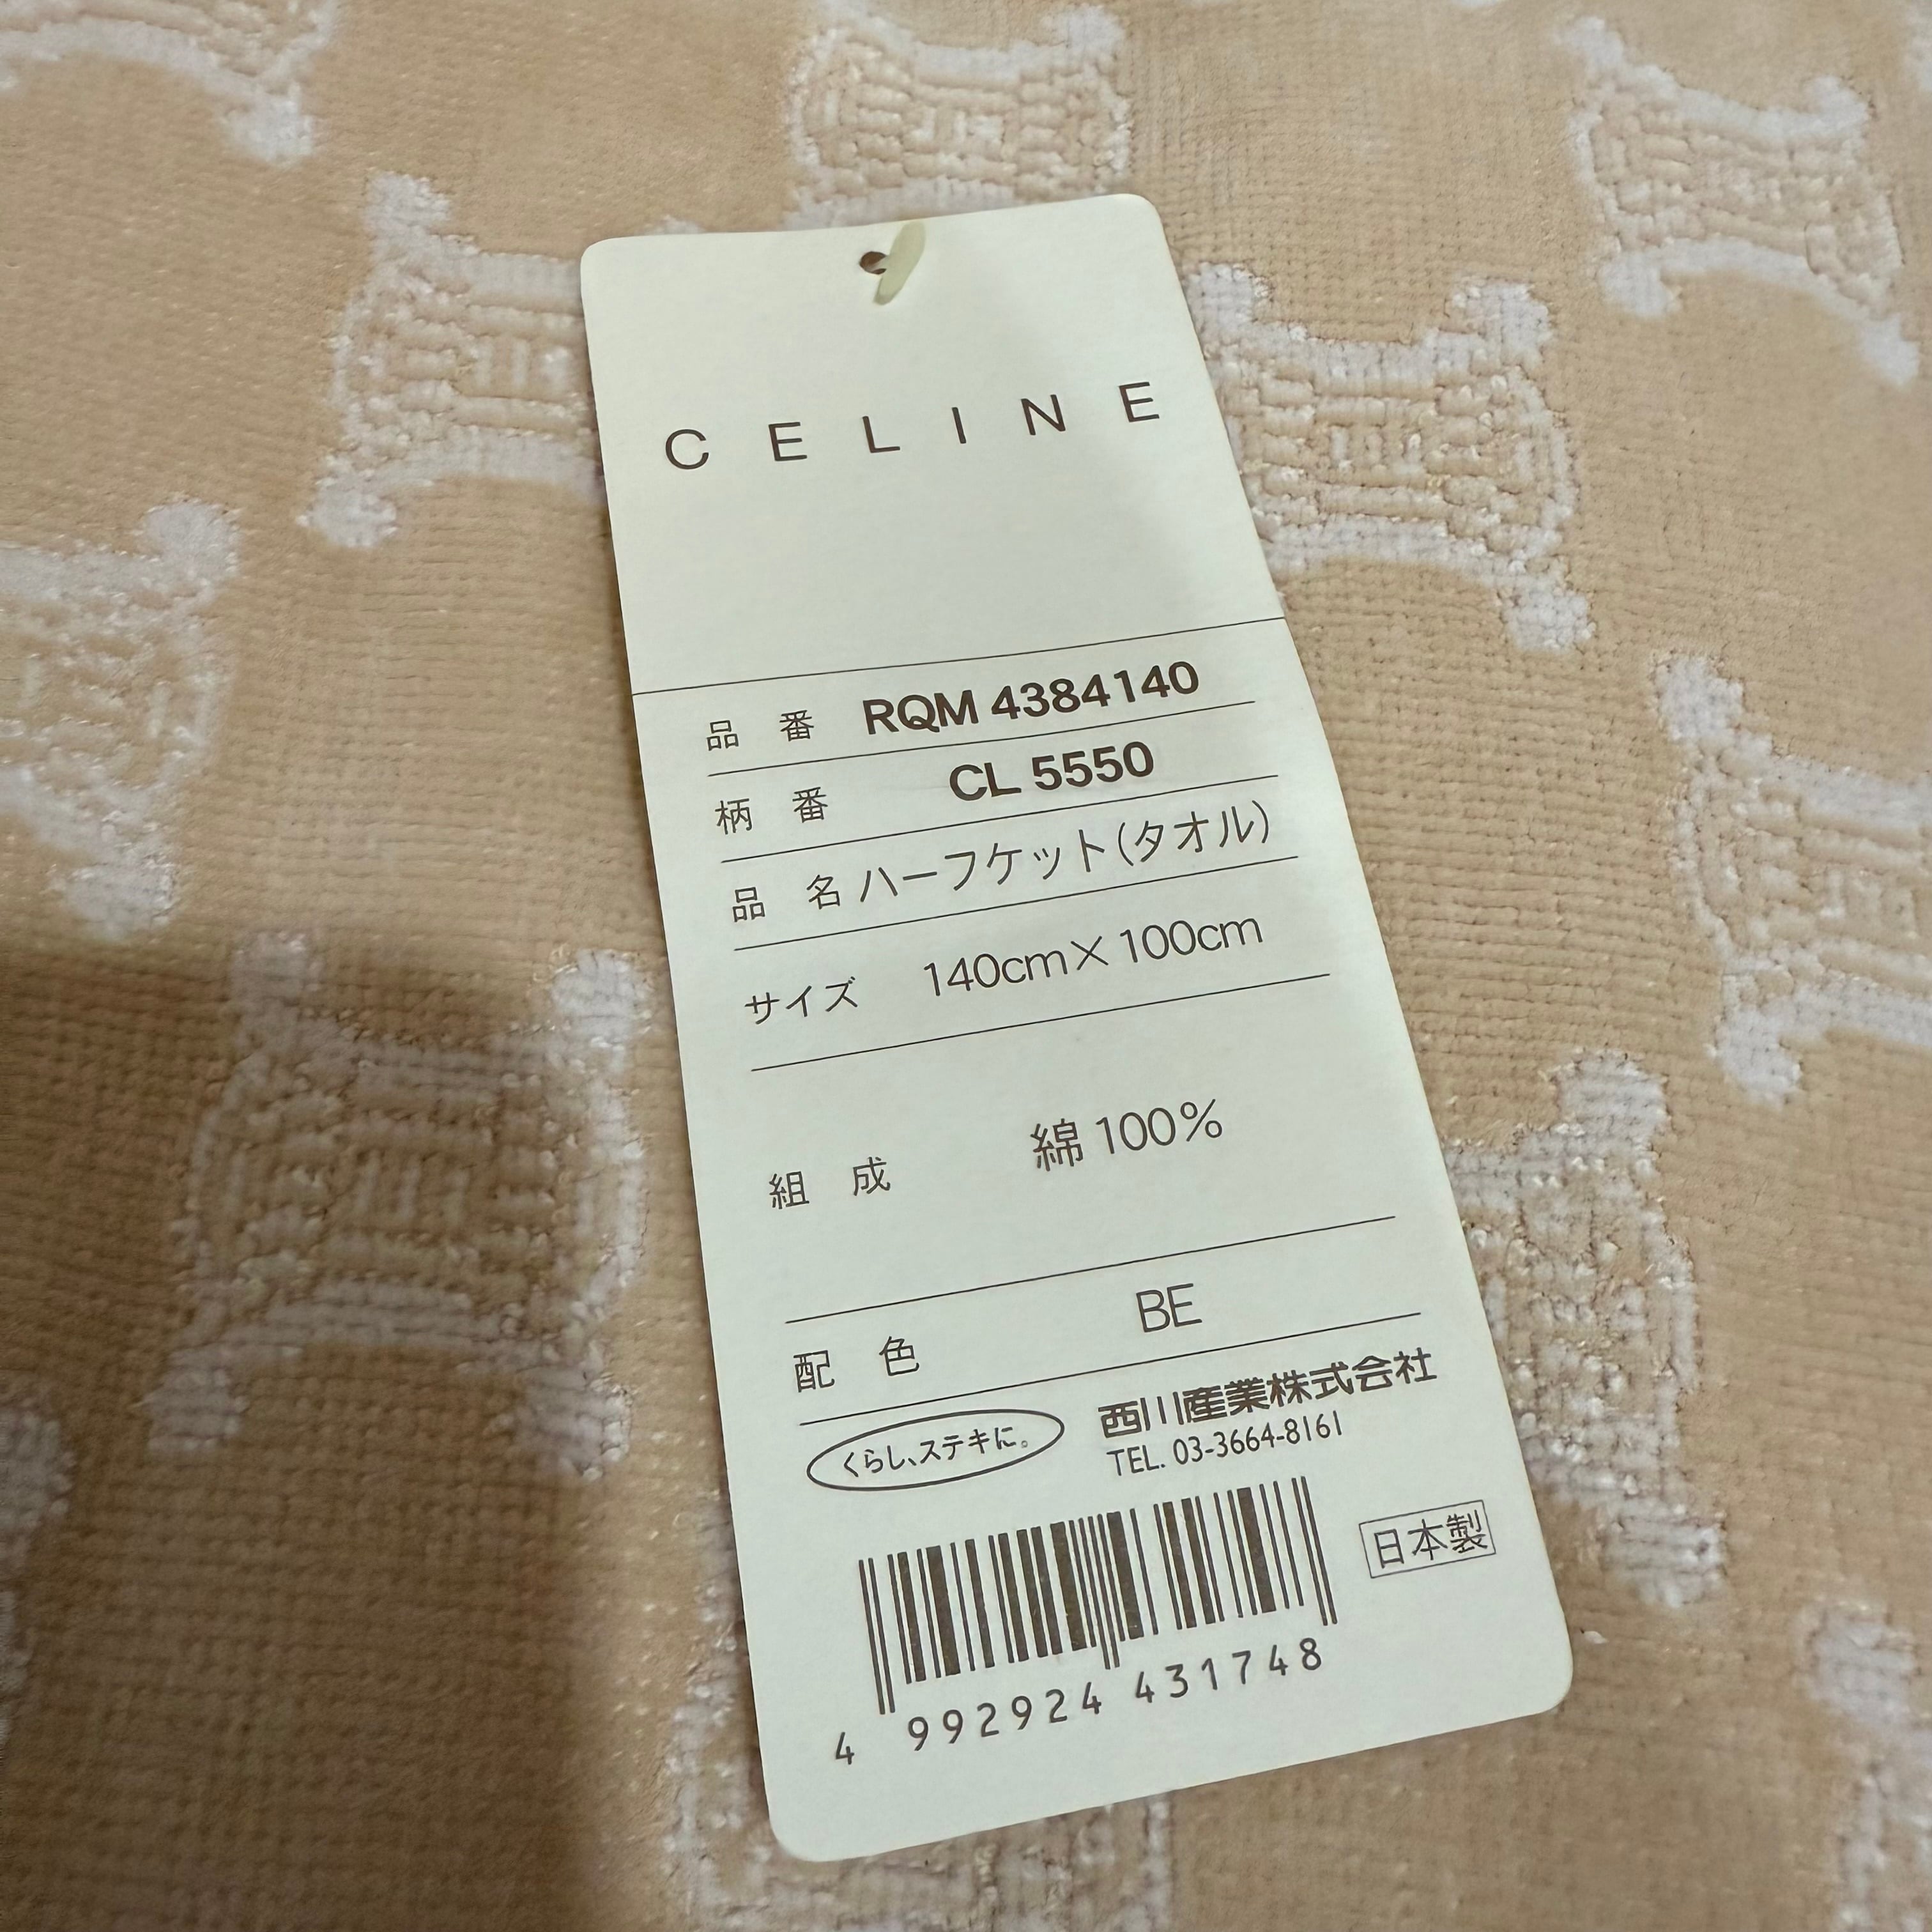 CELINE
品 番 RQM 4384140
柄 番 CL 5550
品 名 ハーフケット(タオル)
サイズ 140cm×100cm
組 成 綿 100%
配 色 BE
くらし、ステキに。
西川産業株式会社
TEL. 03-3664-8161
日本製
4 992924 431748